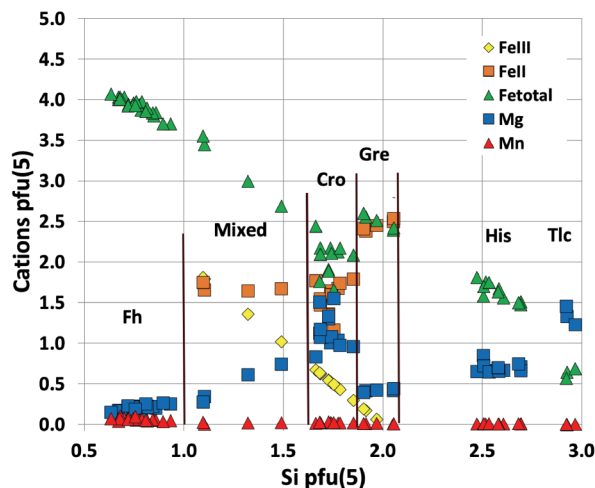 4.5
4.0
3.5
3.0
2.5
2.0
1.5
1.0
0.5
0.0
Cations pfu(5)
FeIII
FeII
Fetotal
Mg
Mn
Fh
Mixed
Cro
Gre
His
Tlc
0.5 1.0 1.5 2.0 2.5 3.0
Si pfu(5)